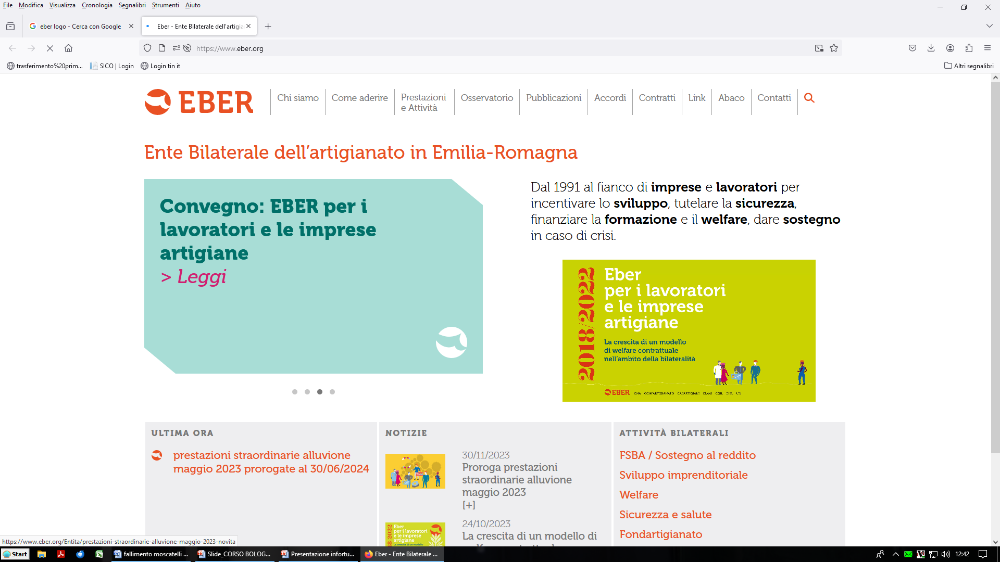 File Modifica Visualizza Cronologia Segnalibri Strumenti Aiuto
eber logo - Cerca con Google
Eber - Ente Bilaterale dell'artigia
https://www.eber.org
trasferimento%20prim...
SICO | Login
Login tin it
Altri segnalibri
EBER
Chi siamo
Come aderire
Prestazioni
e Attività
Osservatorio
Pubblicazioni
Accordi
Contratti
Link
Abaco
Contatti
Ente Bilaterale dell'artigianato in Emilia-Romagna
Convegno: EBER per i
lavoratori e le imprese
artigiane
> Leggi
Dal 1991 al fianco di imprese e lavoratori per
incentivare lo sviluppo, tutelare la sicurezza,
finanziare la formazione e il welfare, dare sostegno
in caso di crisi.
2018/2022
Eber
per i lavoratori
e le imprese
artigiane
La crescita di un modello
di welfare contrattuale
nell'ambito della bilateralità
EBER CNA CONFARTIGIANATO CASARTIGIANI CLAAI CGIL CISL UIL
ULTIMA ORA
prestazioni straordinarie alluvione
maggio 2023 prorogate al 30/06/2024
NOTIZIE
30/11/2023
Proroga prestazioni
straordinarie alluvione
maggio 2023
[+]
24/10/2023
La crescita di un modello di
Eber
per i lavoratori
e le imprese
artigiane
ATTIVITÀ BILATERALI
FSBA / Sostegno al reddito
Sviluppo imprenditoriale
Welfare
Sicurezza e salute
Fondartigianato
https://www.eber.org/Entita/prestazioni-straordinarie-alluvione-maggio-2023-novita
Start
fallimento moscatelli ...
Slide_CORSO BOLOG...
Presentazione infortu...
Eber - Ente Bilaterale ...
12:42